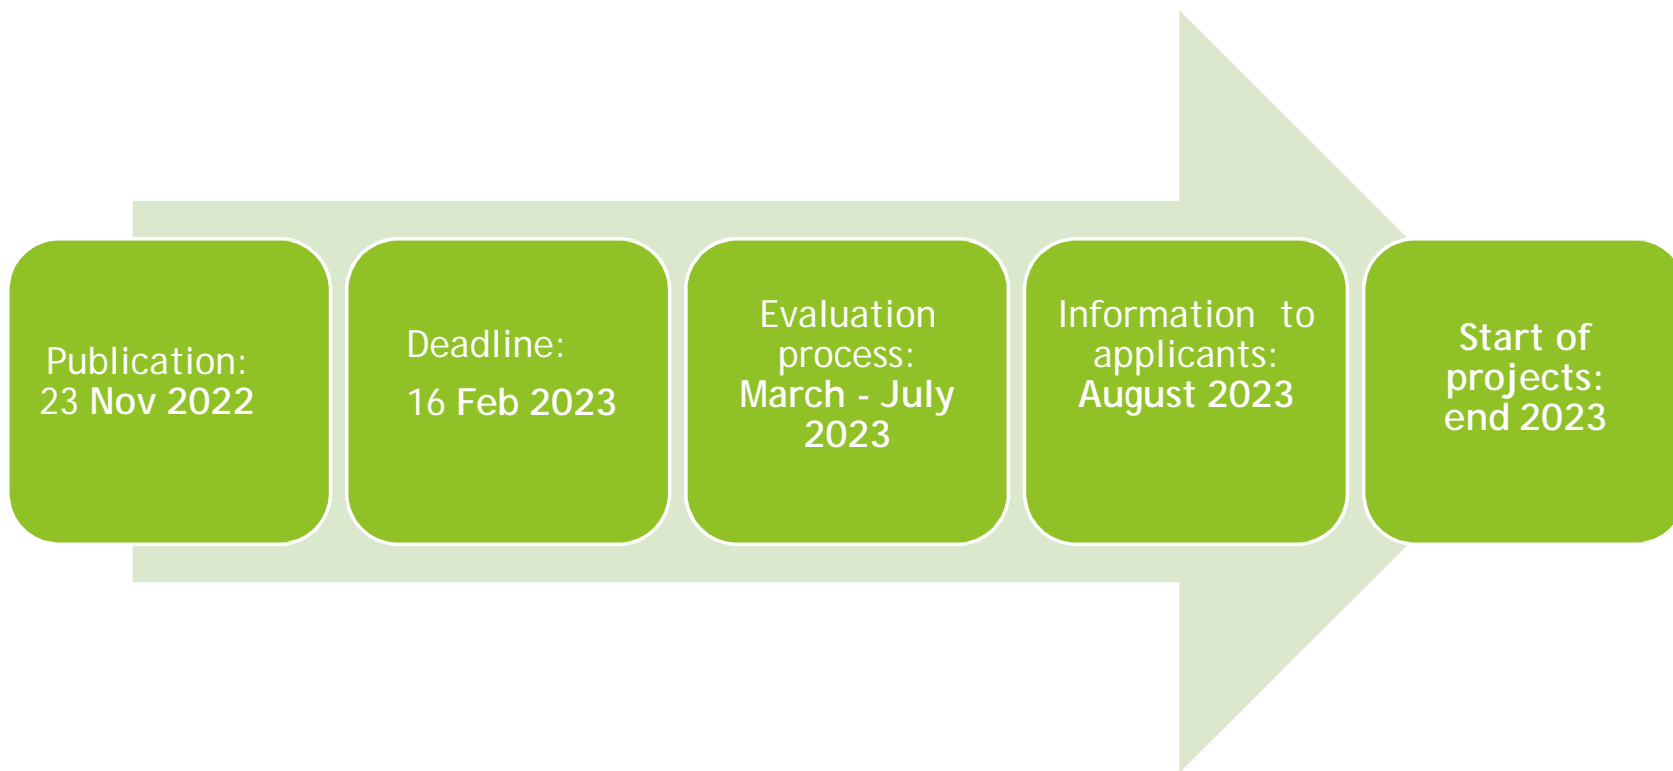 Publication:
23 Nov 2022
Deadline:
16 Feb 2023
Evaluation
process:
March - July
2023
Information to
applicants:
August 2023
Start of
projects:
end 2023